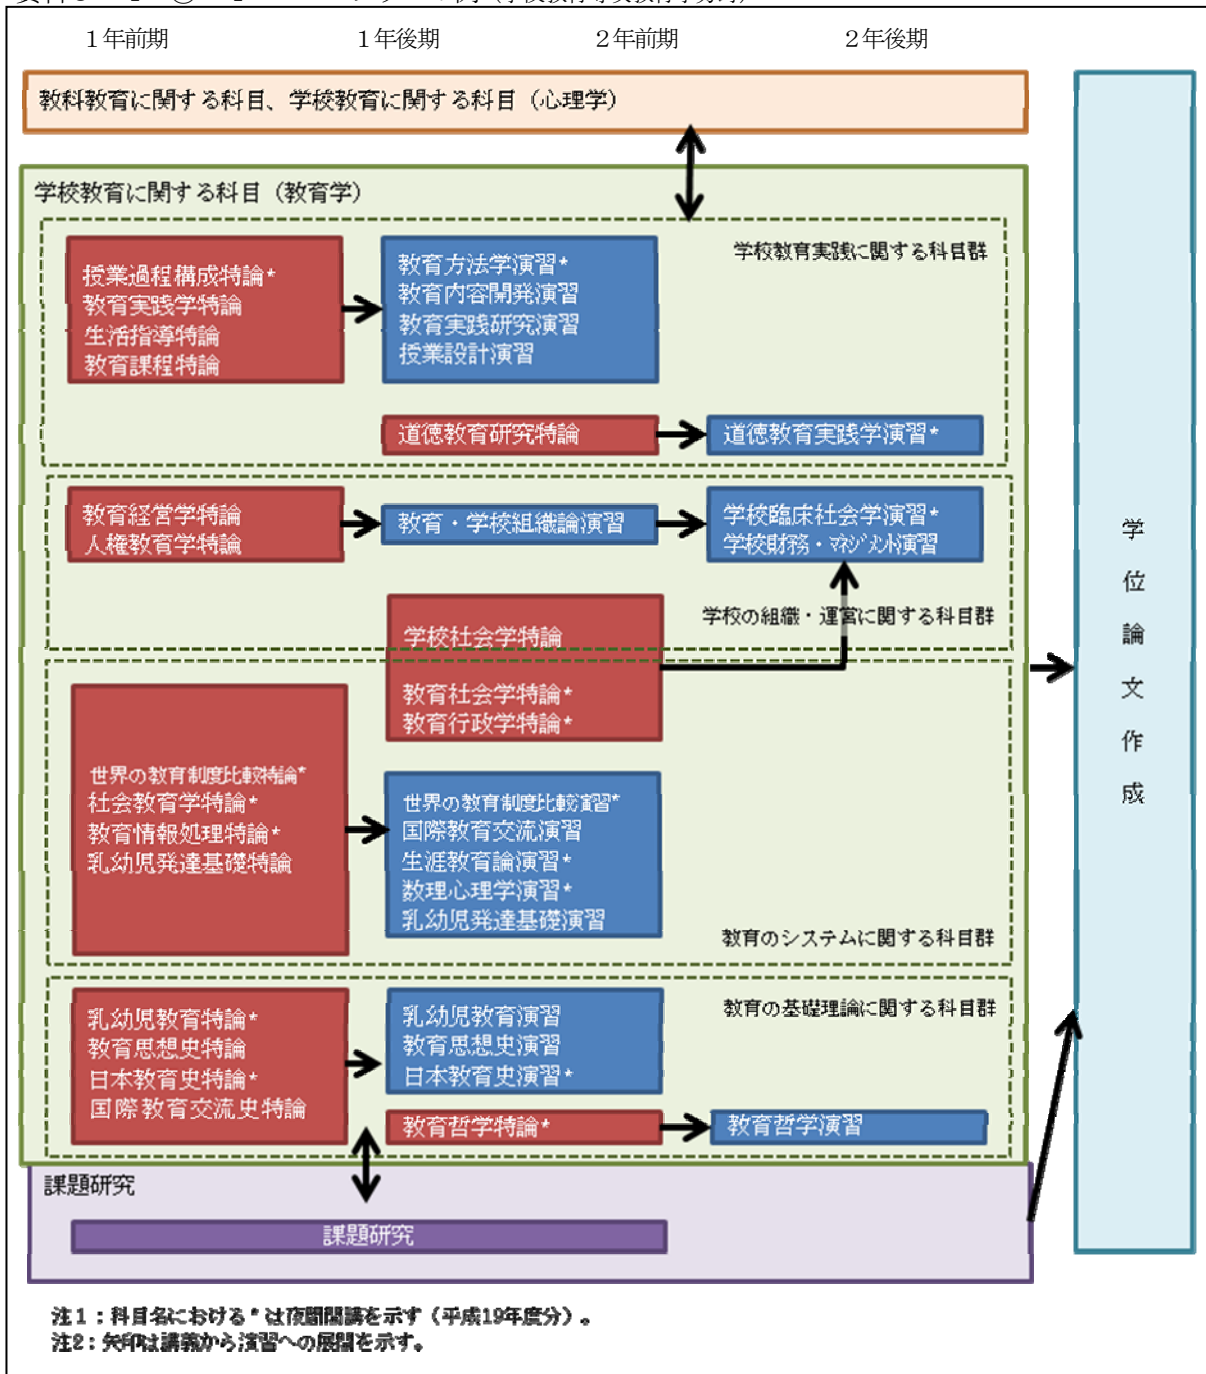 １年前期
１年後期
２年前期
２年後期
教科教育に関する科目、学校教育に関する科目（心理学）
学校教育に関する科目（教育学）
学校教育実践に関する科目群
授業過程構成特論*
教育実践学特論
生活指導特論
教育課程特論
教育方法学演習*
教育内容開発演習
教育実践研究演習
授業設計演習
道徳教育研究特論
道徳教育実践学演習*
教育経営学特論
人権教育学特論
教育・学校組織論演習
学校臨床社会学演習*
学校財務・ﾏﾈｼﾞﾒﾝﾄ演習
学校の組織・運営に関する科目群
学校社会学特論
教育社会学特論*
教育行政学特論*
世界の教育制度比較特論*
社会教育学特論*
教育情報処理特論*
乳幼児発達基礎特論
世界の教育制度比較演習*
国際教育交流演習
生涯教育論演習*
数理心理学演習*
乳幼児発達基礎演習
教育のシステムに関する科目群
教育の基礎理論に関する科目群
乳幼児教育特論*
教育思想史特論
日本教育史特論*
国際教育交流史特論
乳幼児教育演習
教育思想史演習
日本教育史演習*
教育哲学特論*
教育哲学演習
課題研究
課題研究
学位論文作成
注1：科目名における*は夜間開講を示す（平成19年度分）。
注2：矢印は講義から演習への展開を示す。